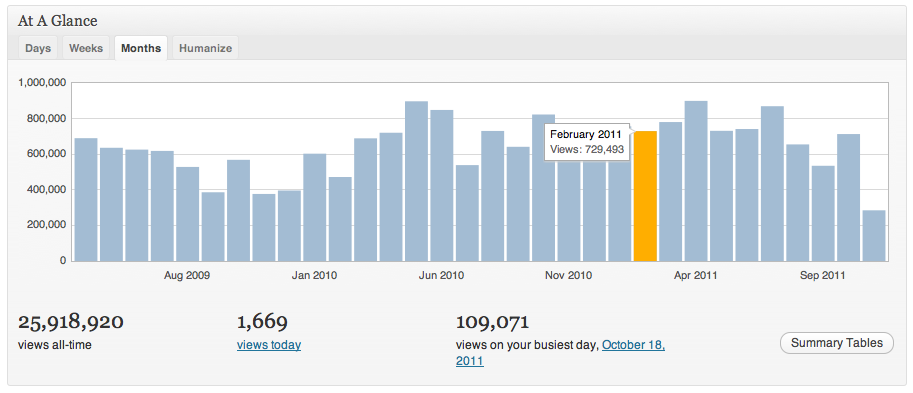 At A Glance
Days Weeks Months Humanize
1,000,000
800,000
600,000
400,000
200,000
0
February 2011
Views: 729,493
Aug 2009 Jan 2010 Jun 2010 Nov 2010 Apr 2011 Sep 2011
25,918,920 1,669 109,071
views all-time views today views on your busiest day, October 18,
2011
Summary Tables